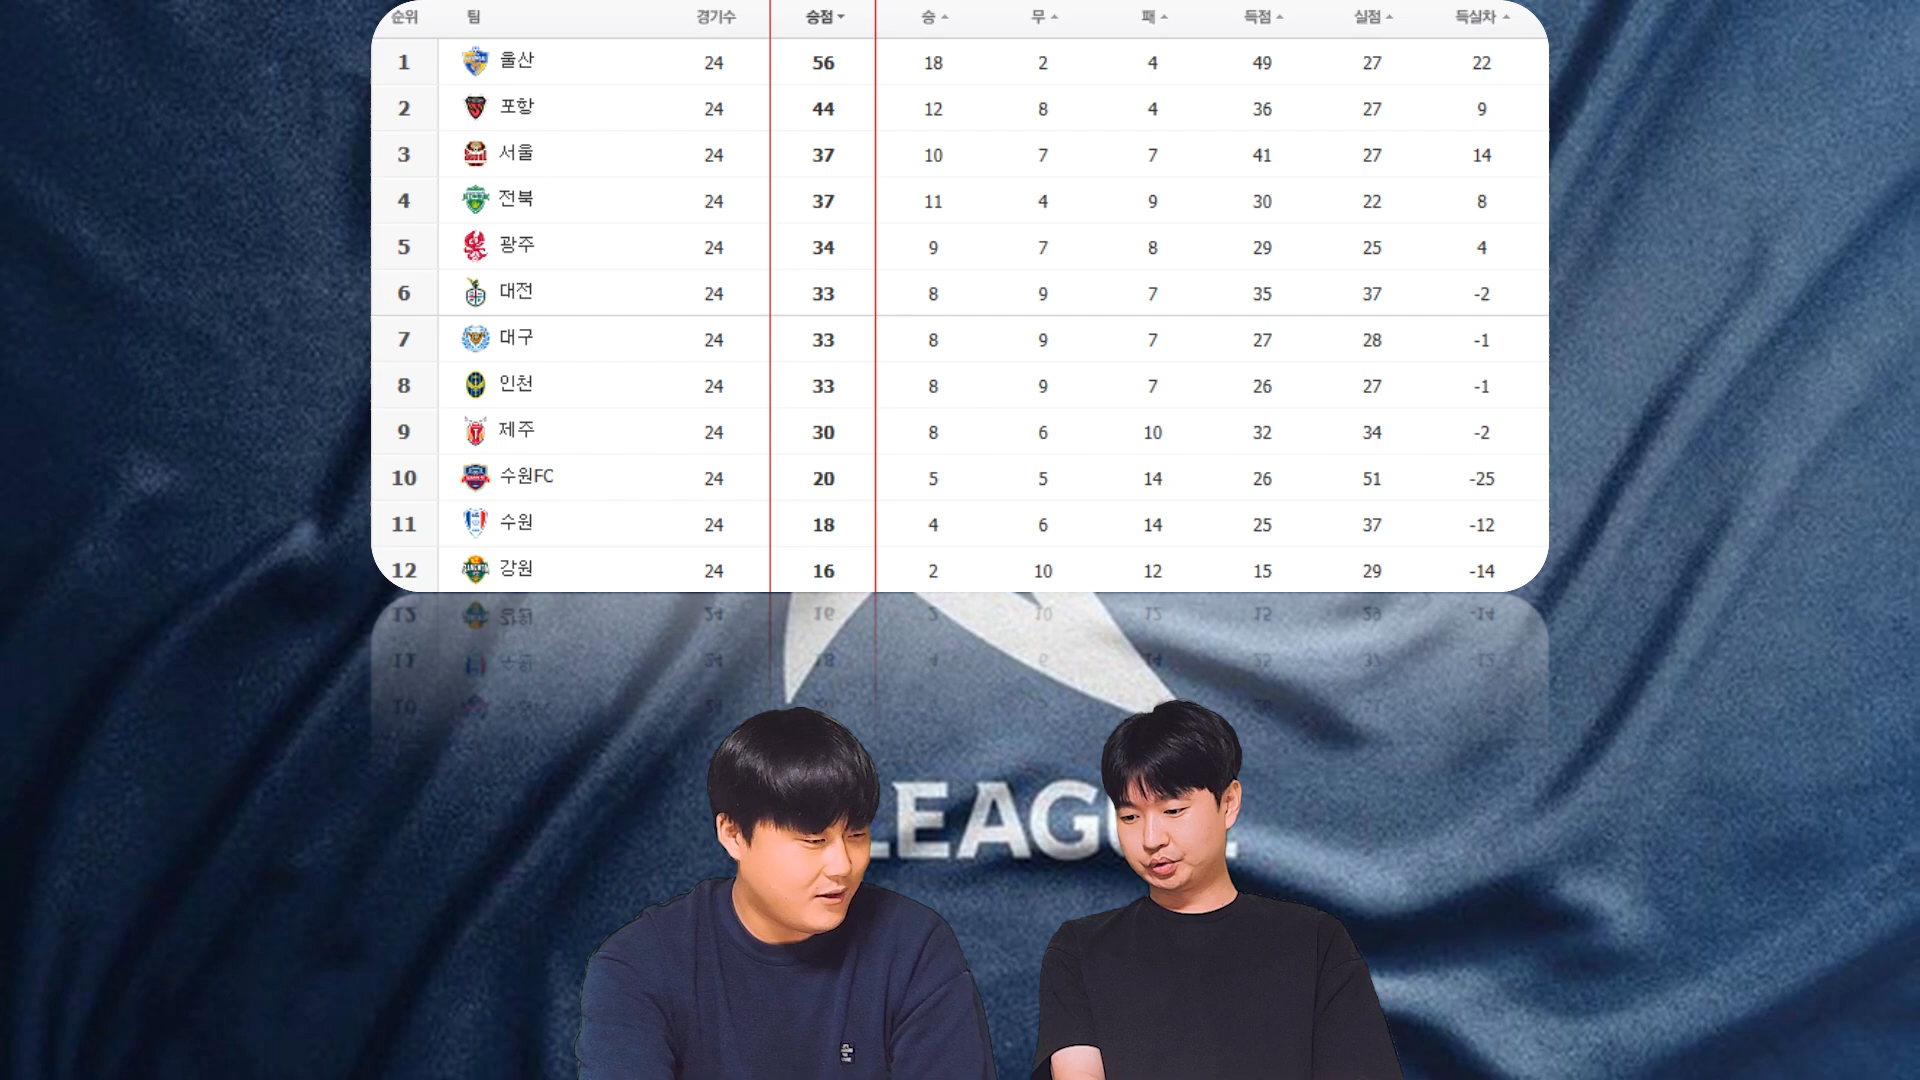 순위 팀 경기수 승점 승 무 패 득점 실점 득실차
1 울산 24 56 18 2 4 49 27 22
2 포항 24 44 12 8 4 36 27 9
3 서울 24 37 10 7 7 41 27 14
4 전북 24 37 11 4 9 30 22 8
5 광주 24 34 9 7 8 29 25 4
6 대전 24 33 8 9 7 35 37 -2
7 대구 24 33 8 9 7 27 28 -1
8 인천 24 33 8 9 7 26 27 -1
9 제주 24 30 8 6 10 32 34 -2
10 수원FC 24 20 5 5 14 26 51 -25
11 수원 24 18 4 6 14 25 37 -12
12 강원 24 16 2 10 12 15 29 -14
LEAGU